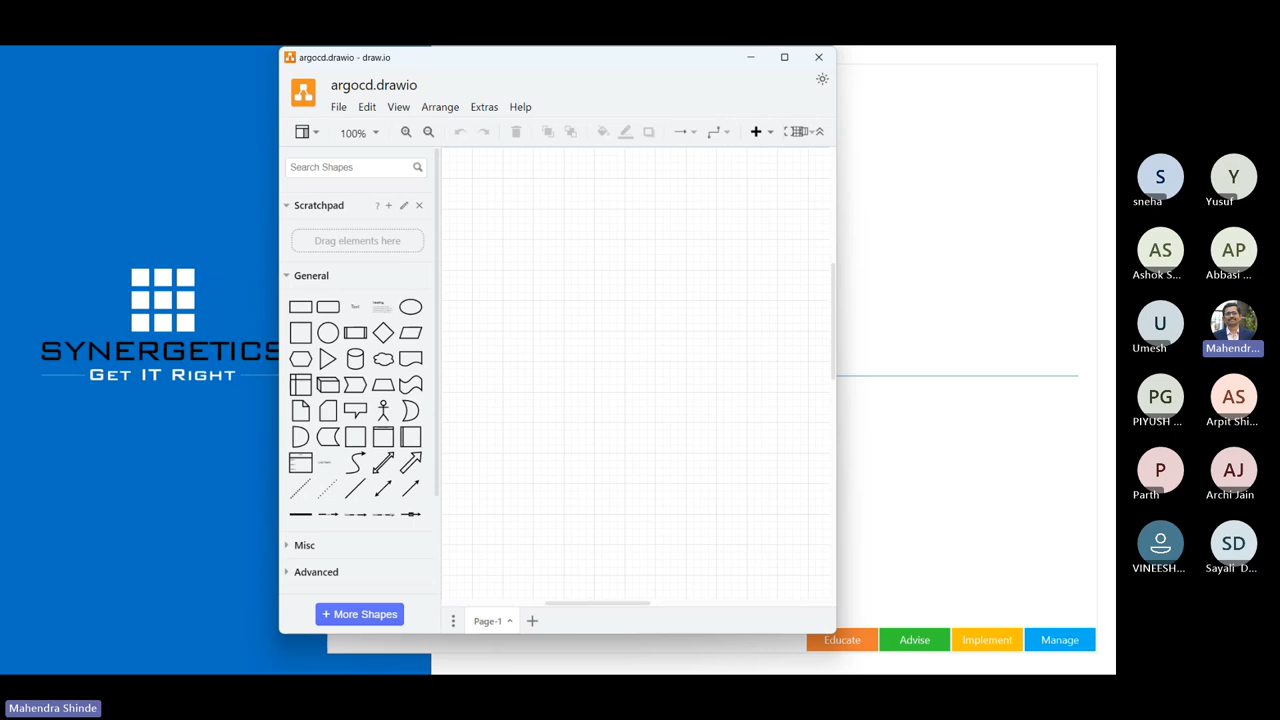 argocd.drawio - draw.io
argocd.drawio
File Edit View Arrange Extras Help
100%
Search Shapes
Scratchpad ?
Drag elements here
General
Text
Heading
Misc
Advanced
+ More Shapes
Page-1
SYNERGETICS
GET IT RIGHT
Educate Advise Implement Manage
S Y
sneha Yusuf
AS AP
Ashok S... Abbasi ...
U
Umesh Mahendr...
PG AS
PIYUSH ... Arpit Shi...
P AJ
Parth Archi Jain
SD
VINEESH... Sayali D...
Mahendra Shinde